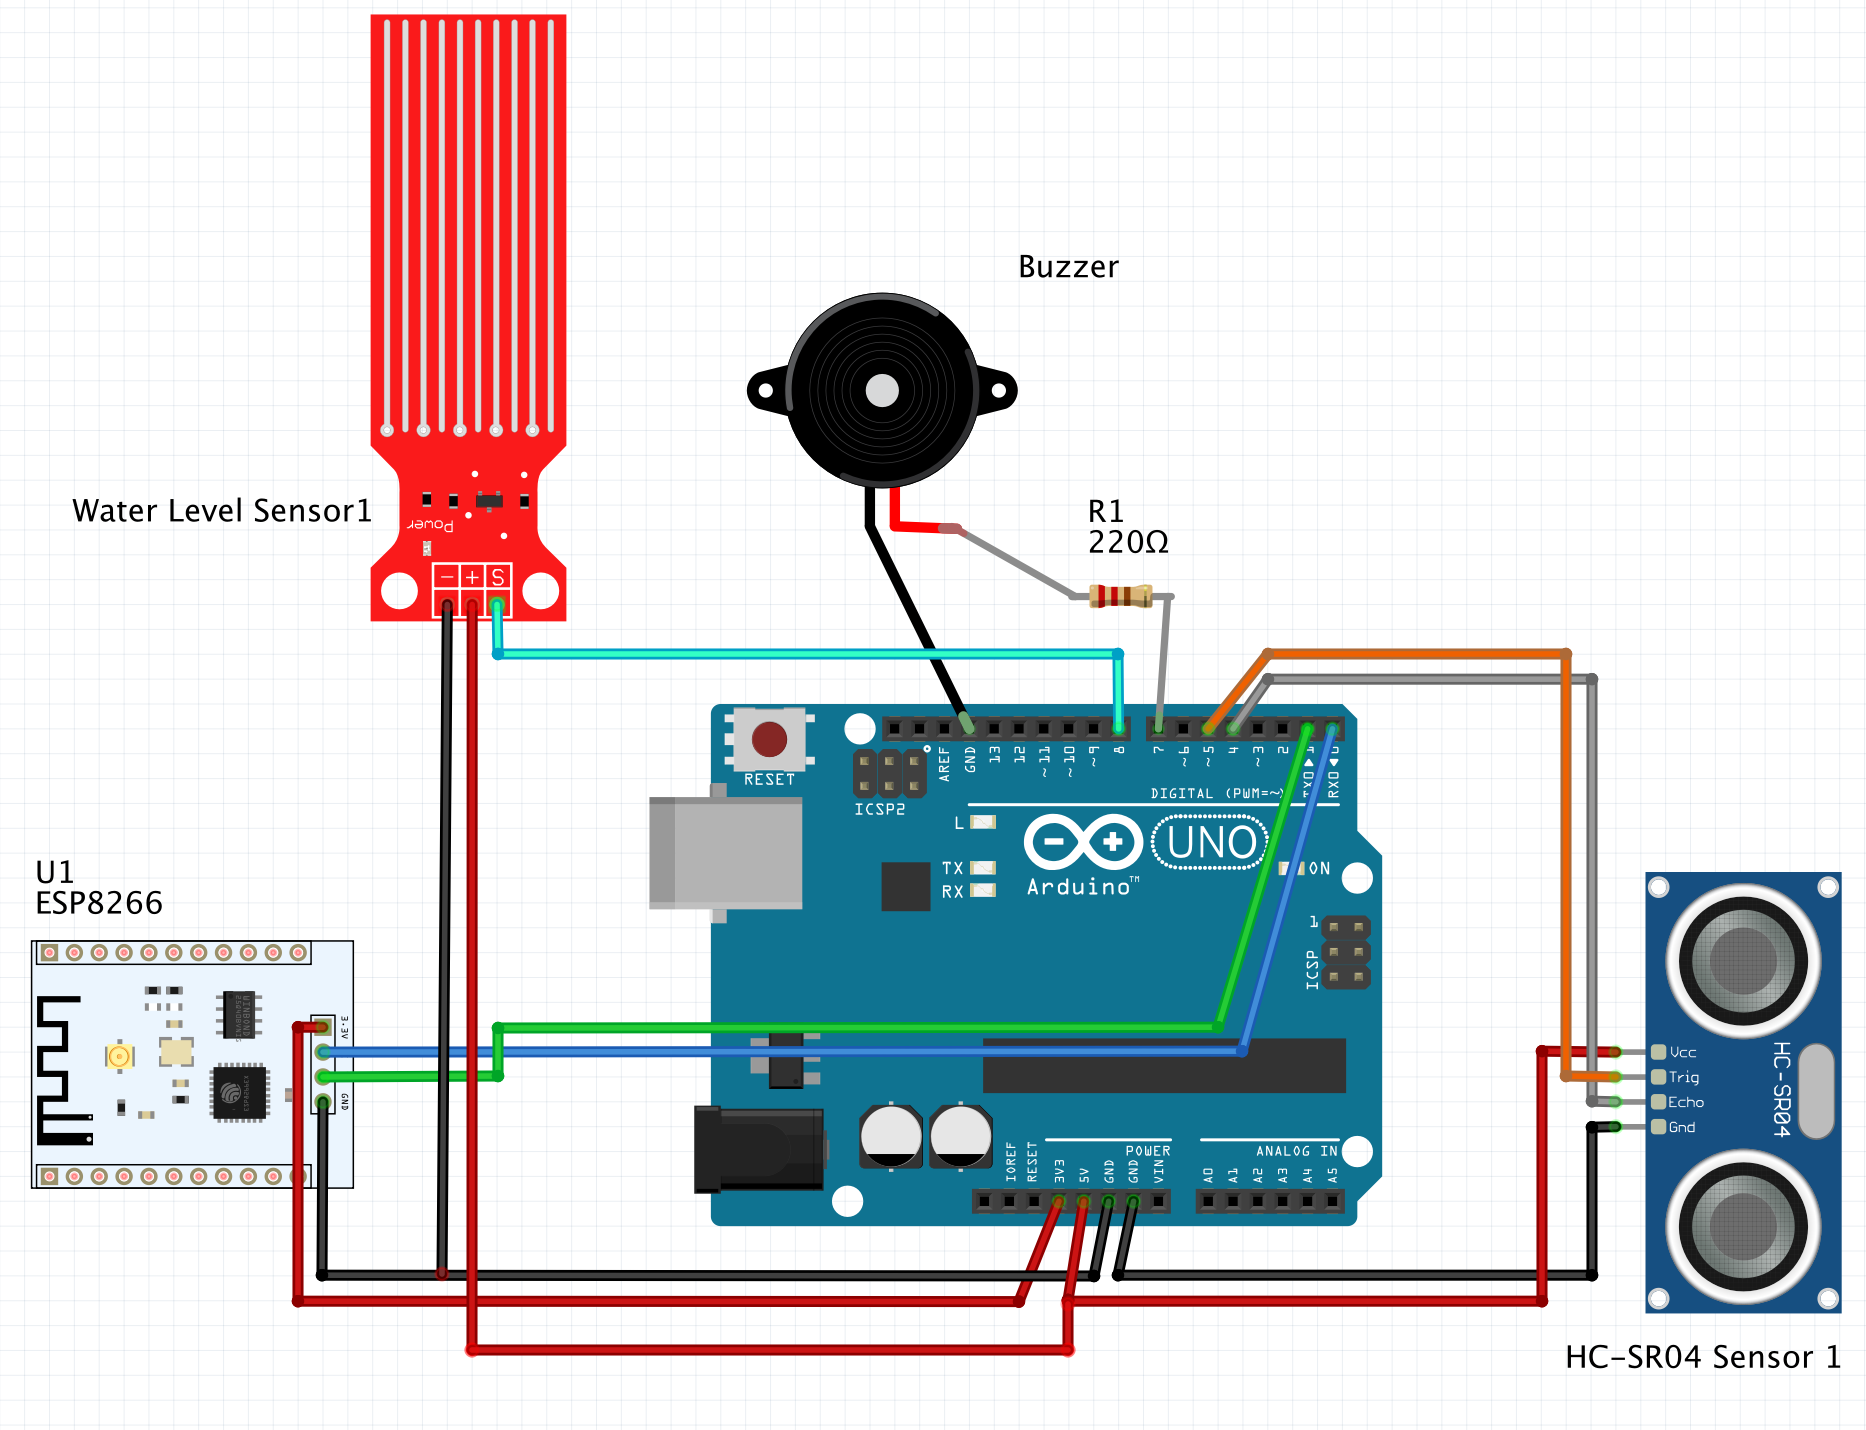 Buzzer
Water Level Sensor1
Power
- + S
R1
220Ω
RESET
ICSP2
AREF
GND
13
12
~11
~10
~9
8
7
~6
~5
4
~3
2
1
0
TX0
RX0
DIGITAL (PWM=~)
L
TX
RX
UNO
Arduino™
ON
1
ICSP
U1
ESP8266
3.3V
GND
Vcc
Trig
Echo
Gnd
HC-SR04
IOREF
RESET
3V3
5V
GND
GND
VIN
POWER
ANALOG IN
A0
A1
A2
A3
A4
A5
HC-SR04 Sensor 1